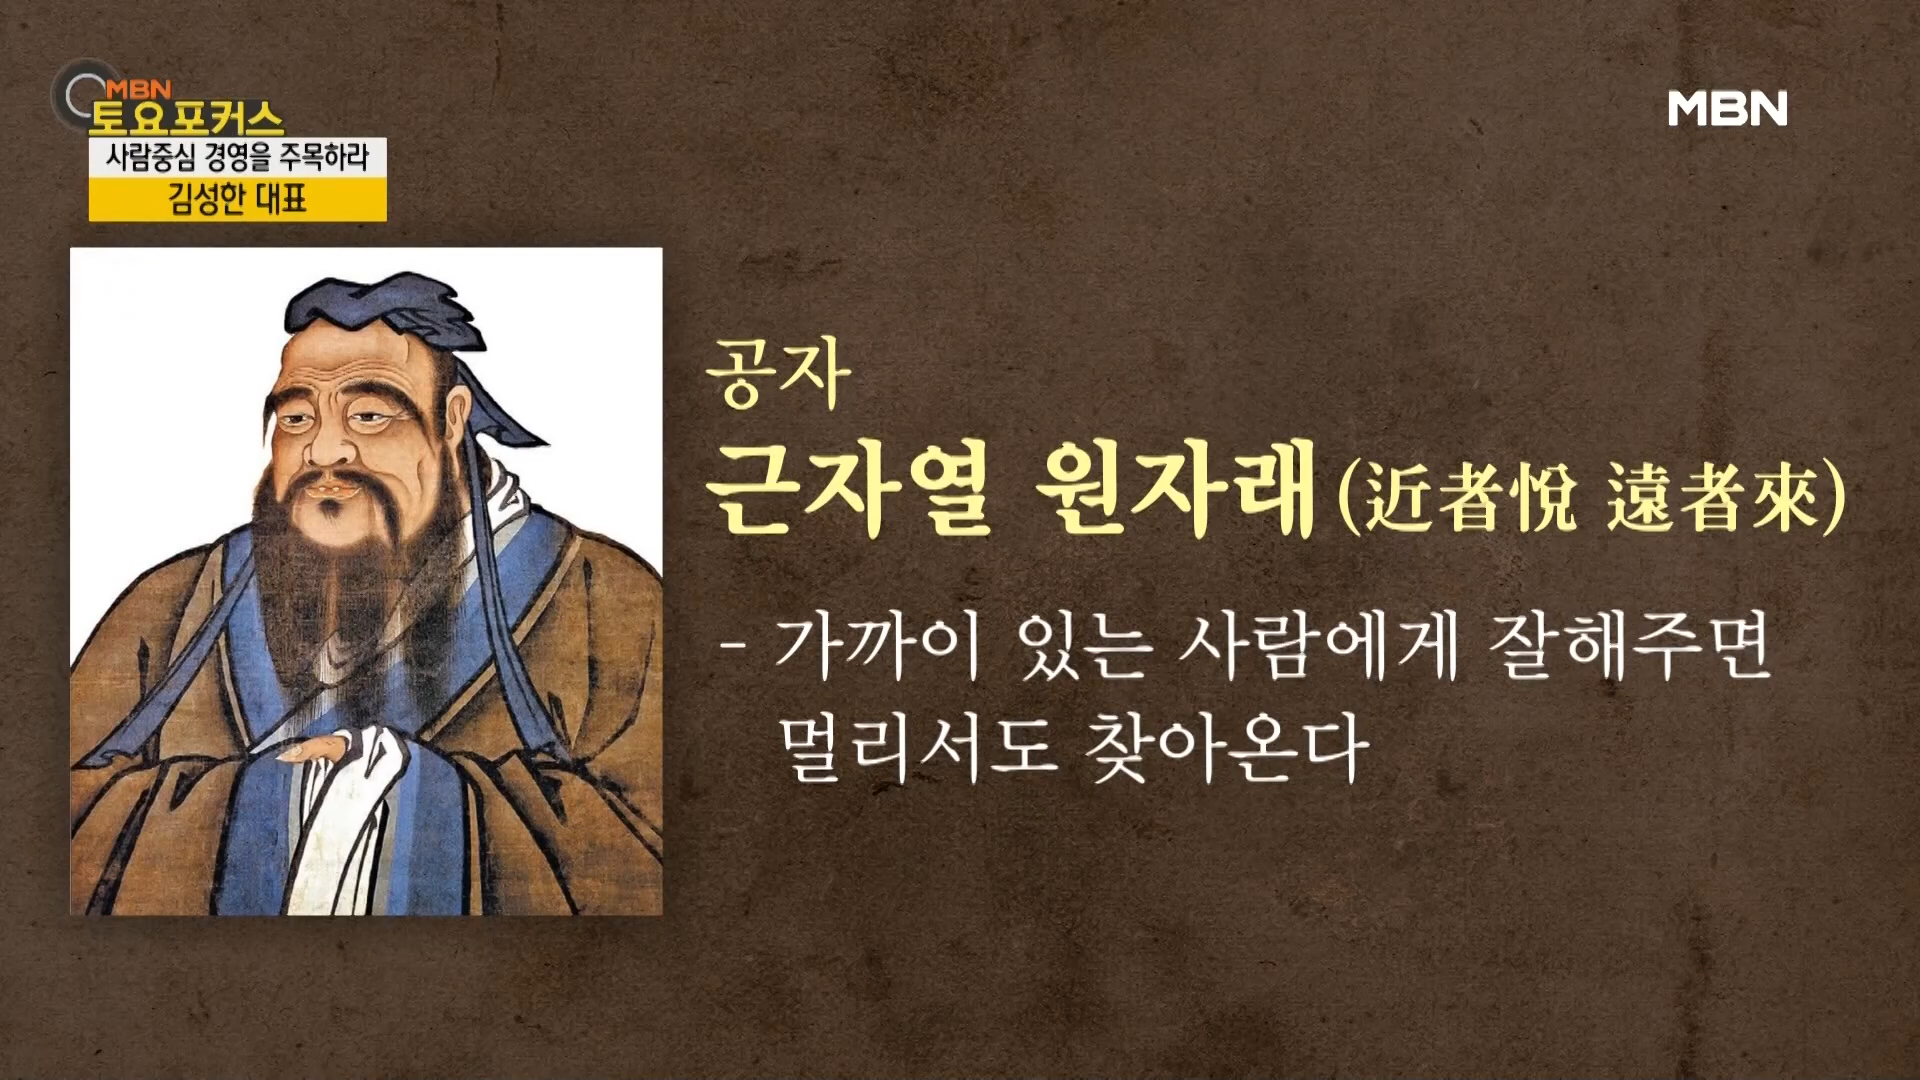 MBN
토요포커스
사람중심 경영을 주목하라
김성한 대표
MBN
공자
근자열 원자래 (近者悅 遠者來)
- 가까이 있는 사람에게 잘해주면
멀리서도 찾아온다